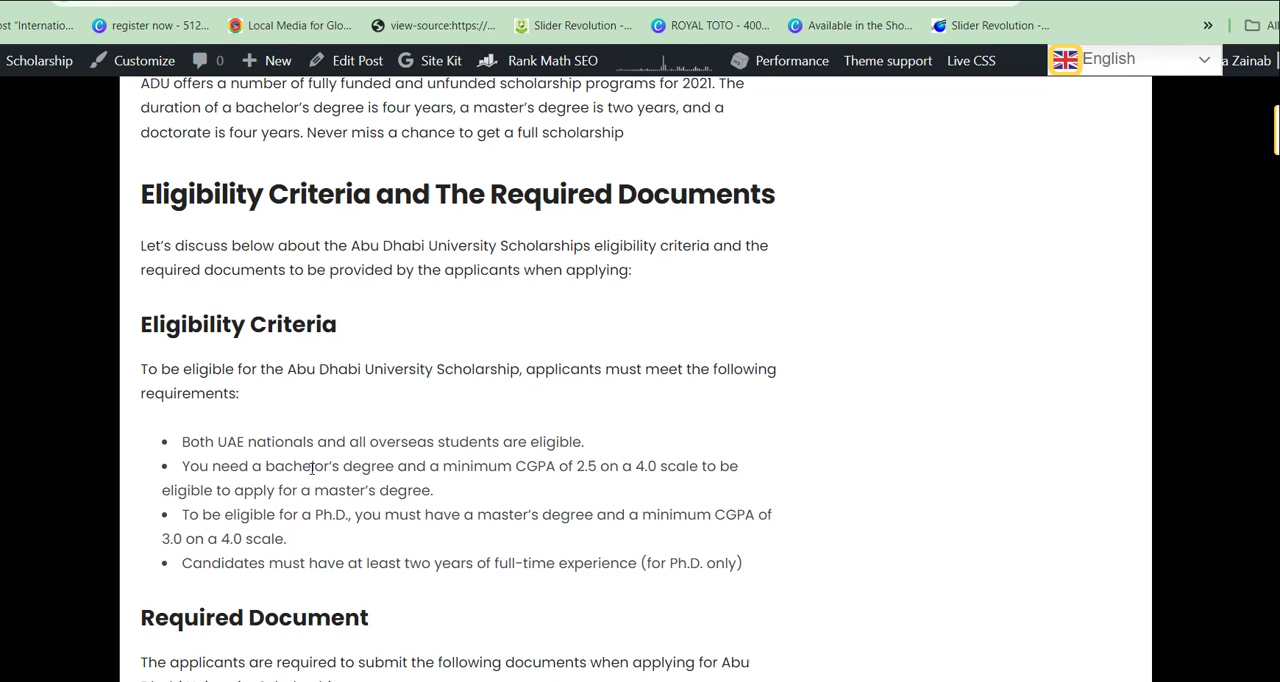 ost "Internatio...
register now - 512...
Local Media for Glo...
view-source:https://...
Slider Revolution -...
ROYAL TOTO - 400...
Available in the Sho...
Slider Revolution -...
»
All
Scholarship
Customize
0
New
Edit Post
Site Kit
Rank Math SEO
Performance
Theme support
Live CSS
English
a Zainab
ADU offers a number of fully funded and unfunded scholarship programs for 2021. The
duration of a bachelor's degree is four years, a master's degree is two years, and a
doctorate is four years. Never miss a chance to get a full scholarship
Eligibility Criteria and The Required Documents
Let's discuss below about the Abu Dhabi University Scholarships eligibility criteria and the
required documents to be provided by the applicants when applying:
Eligibility Criteria
To be eligible for the Abu Dhabi University Scholarship, applicants must meet the following
requirements:
• Both UAE nationals and all overseas students are eligible.
• You need a bachelor's degree and a minimum CGPA of 2.5 on a 4.0 scale to be
eligible to apply for a master's degree.
• To be eligible for a Ph.D., you must have a master's degree and a minimum CGPA of
3.0 on a 4.0 scale.
• Candidates must have at least two years of full-time experience (for Ph.D. only)
Required Document
The applicants are required to submit the following documents when applying for Abu